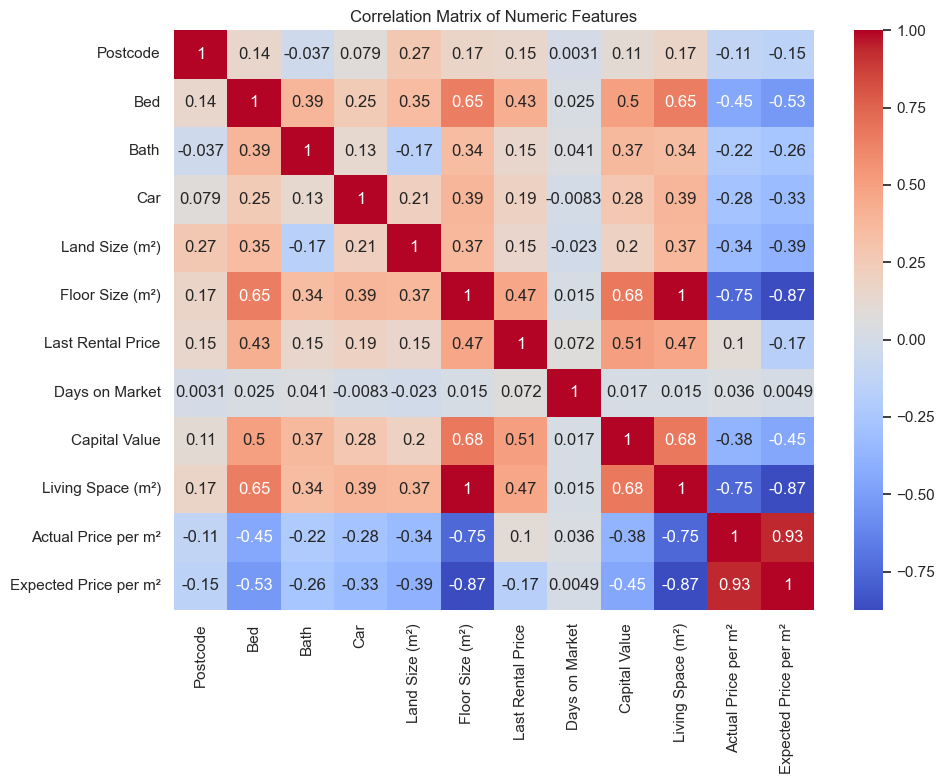 Correlation Matrix of Numeric Features
Postcode 1 0.14 -0.037 0.079 0.27 0.17 0.15 0.0031 0.11 0.17 -0.11 -0.15
Bed 0.14 1 0.39 0.25 0.35 0.65 0.43 0.025 0.5 0.65 -0.45 -0.53
Bath -0.037 0.39 1 0.13 -0.17 0.34 0.15 0.041 0.37 0.34 -0.22 -0.26
Car 0.079 0.25 0.13 1 0.21 0.39 0.19 -0.0083 0.28 0.39 -0.28 -0.33
Land Size (m²) 0.27 0.35 -0.17 0.21 1 0.37 0.15 -0.023 0.2 0.37 -0.34 -0.39
Floor Size (m²) 0.17 0.65 0.34 0.39 0.37 1 0.47 0.015 0.68 1 -0.75 -0.87
Last Rental Price 0.15 0.43 0.15 0.19 0.15 0.47 1 0.072 0.51 0.47 0.1 -0.17
Days on Market 0.0031 0.025 0.041 -0.0083 -0.023 0.015 0.072 1 0.017 0.015 0.036 0.0049
Capital Value 0.11 0.5 0.37 0.28 0.2 0.68 0.51 0.017 1 0.68 -0.38 -0.45
Living Space (m²) 0.17 0.65 0.34 0.39 0.37 1 0.47 0.015 0.68 1 -0.75 -0.87
Actual Price per m² -0.11 -0.45 -0.22 -0.28 -0.34 -0.75 0.1 0.036 -0.38 -0.75 1 0.93
Expected Price per m² -0.15 -0.53 -0.26 -0.33 -0.39 -0.87 -0.17 0.0049 -0.45 -0.87 0.93 1
Postcode
Bed
Bath
Car
Land Size (m²)
Floor Size (m²)
Last Rental Price
Days on Market
Capital Value
Living Space (m²)
Actual Price per m²
Expected Price per m²
1.00
0.75
0.50
0.25
0.00
−0.25
−0.50
−0.75